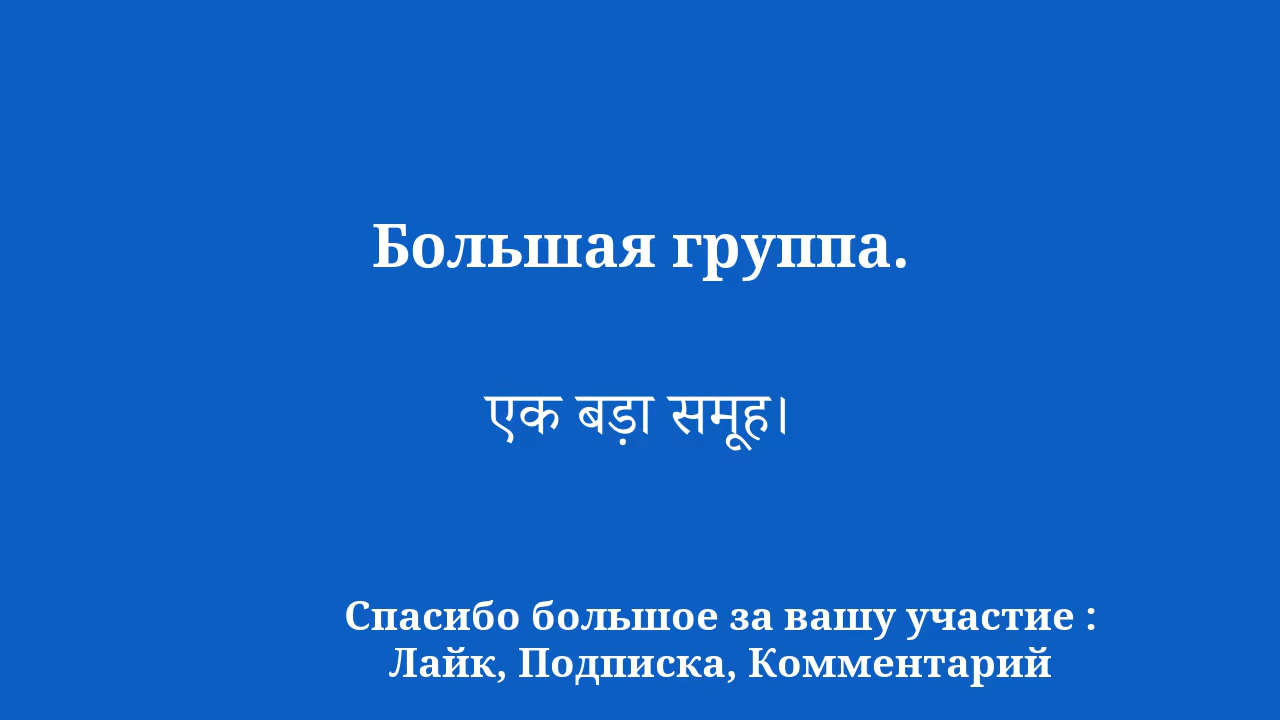 Большая группа.
एक बड़ा समूह।
Спасибо большое за вашу участие :
Лайк, Подписка, Комментарий